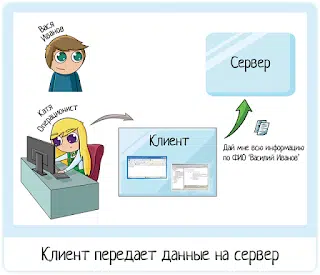 Вася
Иванов
Сервер
Катя
Операционист
Клиент
Дай мне всю информацию
по ФИО "Василий Иванов"
Клиент передает данные на сервер